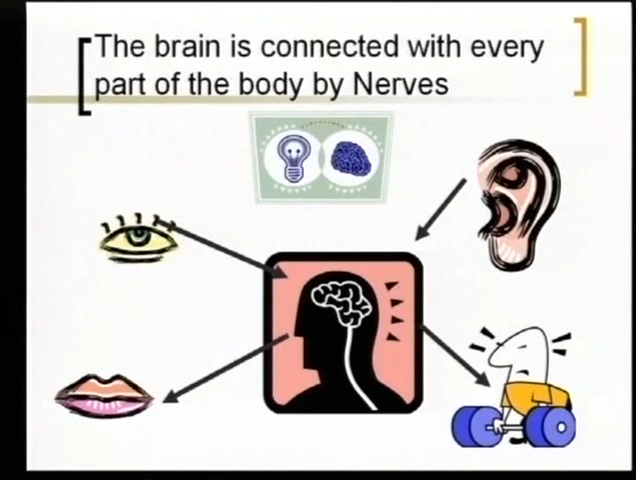 The brain is connected with every
part of the body by Nerves